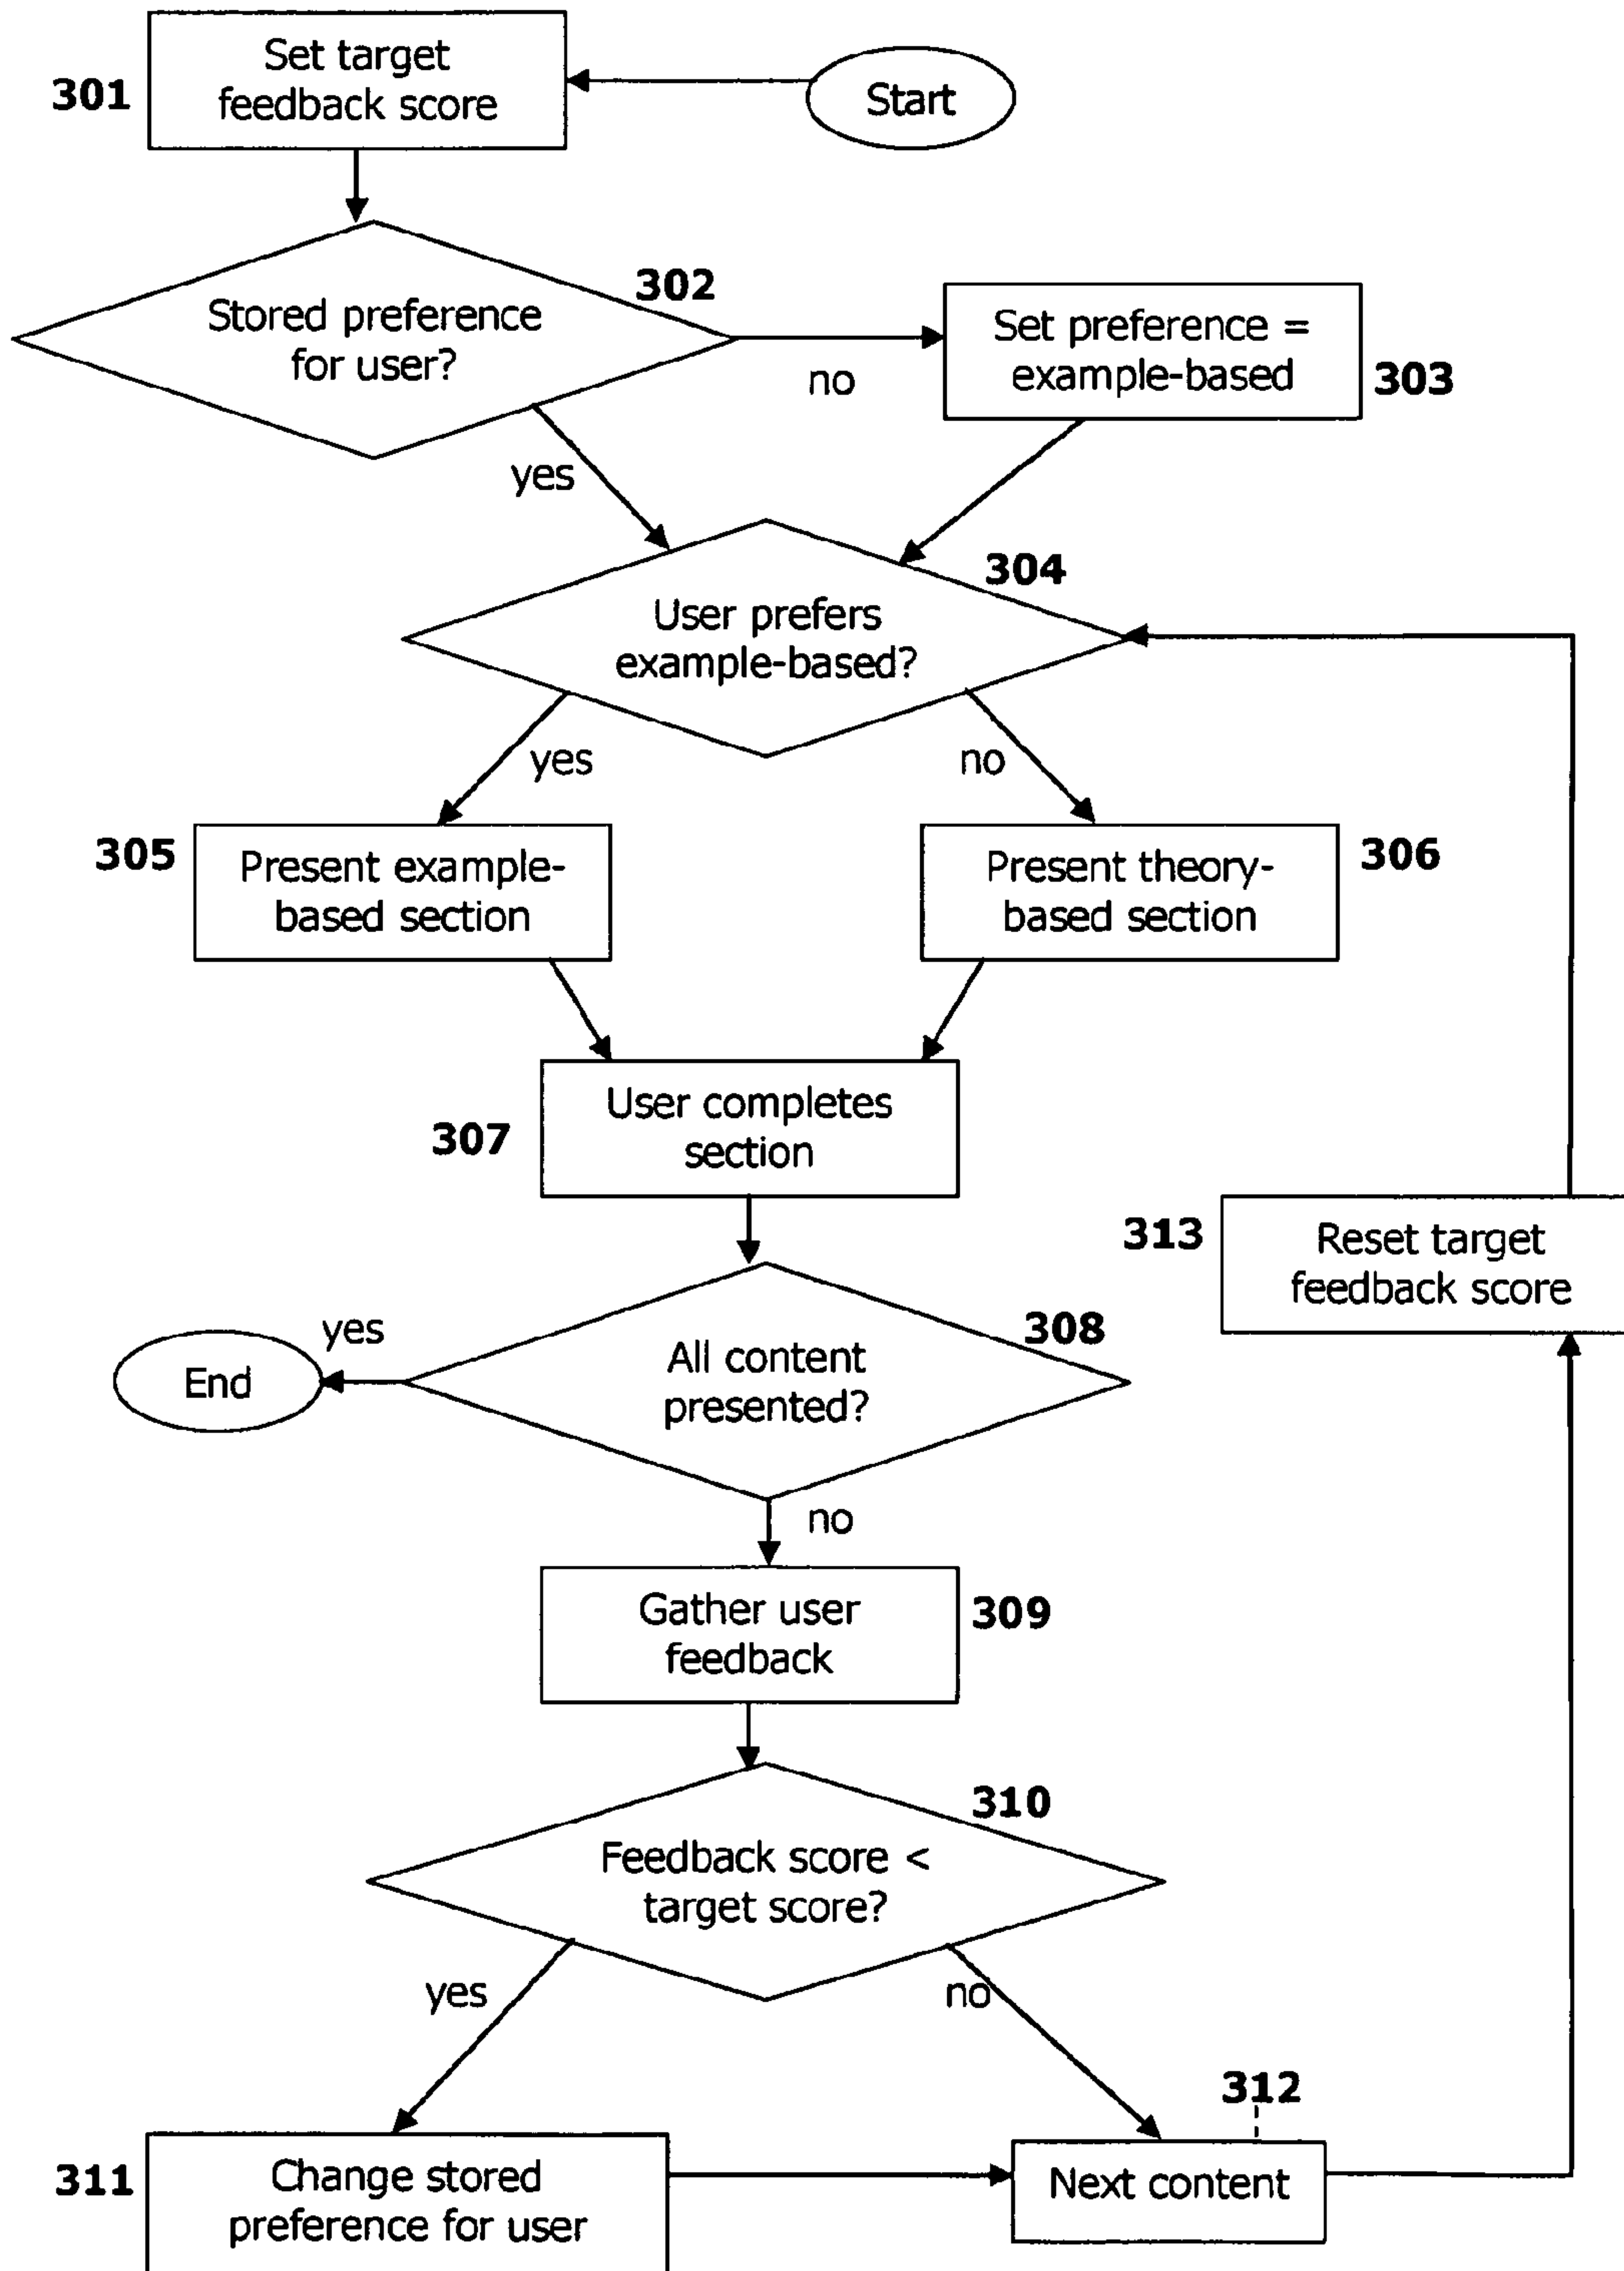 Set target
feedback score
301
Start
302
Stored preference
for user?
no
Set preference =
example-based
303
yes
304
User prefers
example-based?
yes
no
305
Present example-
based section
Present theory-
based section
306
User completes
section
307
313
Reset target
feedback score
yes
End
308
All content
presented?
no
Gather user
feedback
309
310
Feedback score <
target score?
yes
no
312
311
Change stored
preference for user
Next content